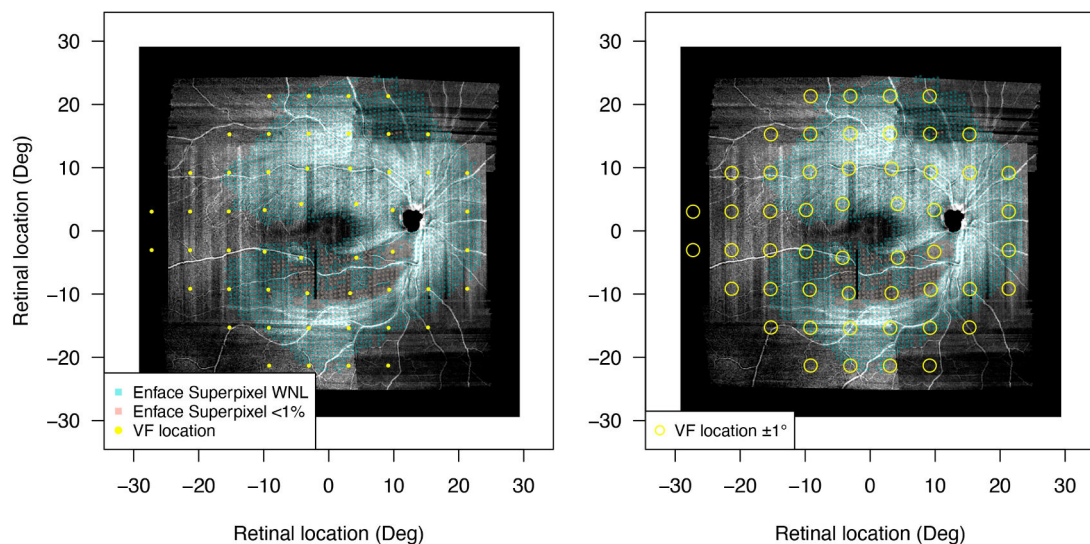 30
20
10
0
−10
−20
−30
Retinal location (Deg)
Enface Superpixel WNL
Enface Superpixel <1%
VF location
−30 −20 −10 0 10 20 30
Retinal location (Deg)
30
20
10
0
−10
−20
−30
VF location ±1°
−30 −20 −10 0 10 20 30
Retinal location (Deg)